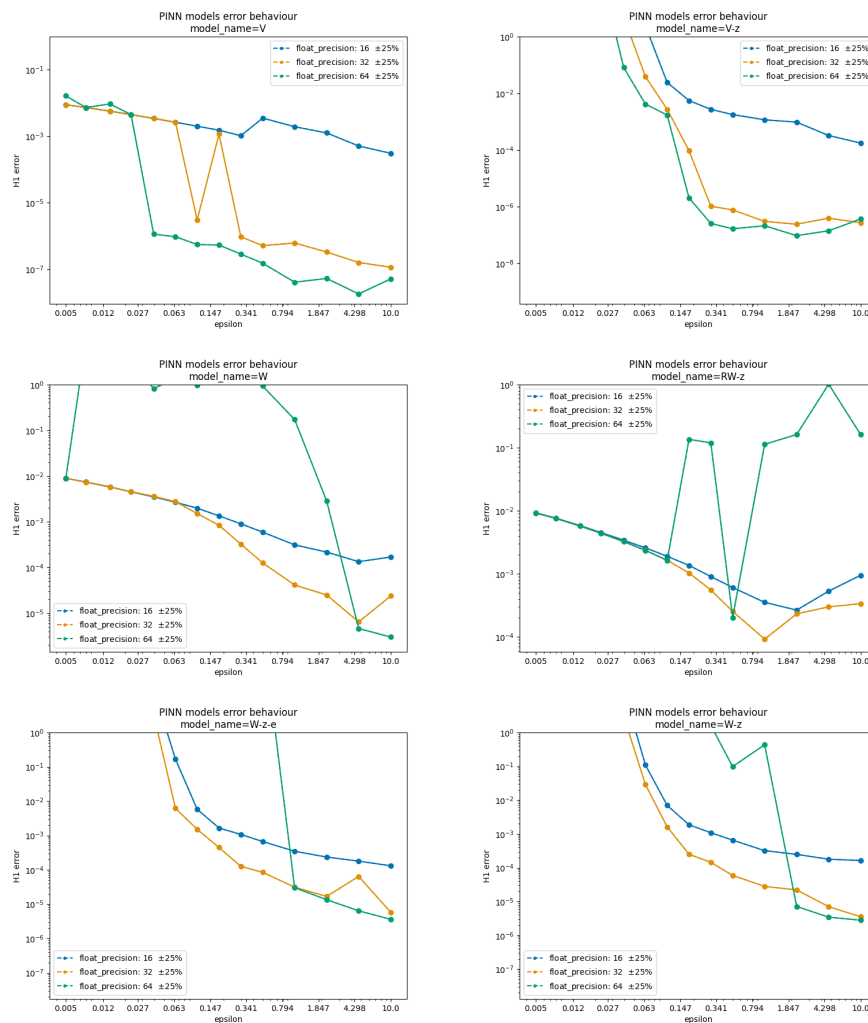 PINN models error behaviour
model_name=V
float_precision: 16 ±25%
float_precision: 32 ±25%
float_precision: 64 ±25%
H1 error
10⁻¹
10⁻³
10⁻⁵
10⁻⁷
0.005 0.012 0.027 0.063 0.147 0.341 0.794 1.847 4.298 10.0
epsilon
PINN models error behaviour
model_name=V-z
float_precision: 16 ±25%
float_precision: 32 ±25%
float_precision: 64 ±25%
H1 error
10⁰
10⁻²
10⁻⁴
10⁻⁶
10⁻⁸
0.005 0.012 0.027 0.063 0.147 0.341 0.794 1.847 4.298 10.0
epsilon
PINN models error behaviour
model_name=W
H1 error
10⁰
10⁻¹
10⁻²
10⁻³
10⁻⁴
10⁻⁵
float_precision: 16 ±25%
float_precision: 32 ±25%
float_precision: 64 ±25%
0.005 0.012 0.027 0.063 0.147 0.341 0.794 1.847 4.298 10.0
epsilon
PINN models error behaviour
model_name=RW-z
float_precision: 16 ±25%
float_precision: 32 ±25%
float_precision: 64 ±25%
H1 error
10⁰
10⁻¹
10⁻²
10⁻³
10⁻⁴
0.005 0.012 0.027 0.063 0.147 0.341 0.794 1.847 4.298 10.0
epsilon
PINN models error behaviour
model_name=W-z-e
H1 error
10⁰
10⁻¹
10⁻²
10⁻³
10⁻⁴
10⁻⁵
10⁻⁶
10⁻⁷
float_precision: 16 ±25%
float_precision: 32 ±25%
float_precision: 64 ±25%
0.005 0.012 0.027 0.063 0.147 0.341 0.794 1.847 4.298 10.0
epsilon
PINN models error behaviour
model_name=W-z
H1 error
10⁰
10⁻¹
10⁻²
10⁻³
10⁻⁴
10⁻⁵
10⁻⁶
10⁻⁷
float_precision: 16 ±25%
float_precision: 32 ±25%
float_precision: 64 ±25%
0.005 0.012 0.027 0.063 0.147 0.341 0.794 1.847 4.298 10.0
epsilon